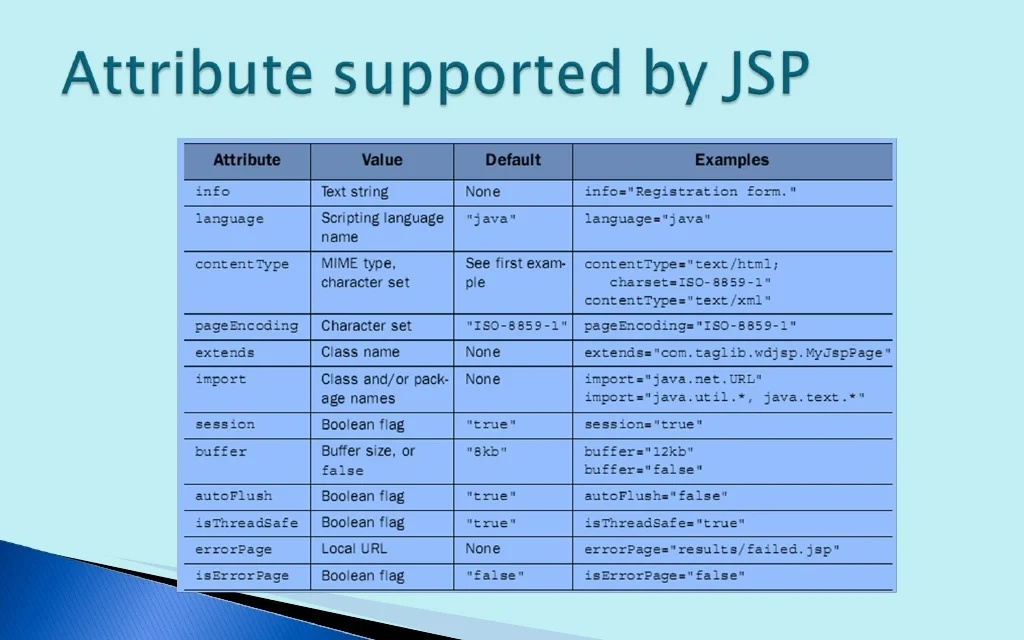 Attribute supported by JSP
Attribute Value Default Examples
info Text string None info="Registration form."
language Scripting language "java" language="java"
name
contentType MIME type, See first exam- contentType="text/html;
character set ple charset=ISO-8859-1"
contentType="text/xml"
pageEncoding Character set "ISO-8859-1" pageEncoding="ISO-8859-1"
extends Class name None extends="com.taglib.wdjsp.MyJspPage"
import Class and/or pack- None import="java.net.URL"
age names import="java.util.*, java.text.*"
session Boolean flag "true" session="true"
buffer Buffer size, or "8kb" buffer="12kb"
false buffer="false"
autoFlush Boolean flag "true" autoFlush="false"
isThreadSafe Boolean flag "true" isThreadSafe="true"
errorPage Local URL None errorPage="results/failed.jsp"
isErrorPage Boolean flag "false" isErrorPage="false"